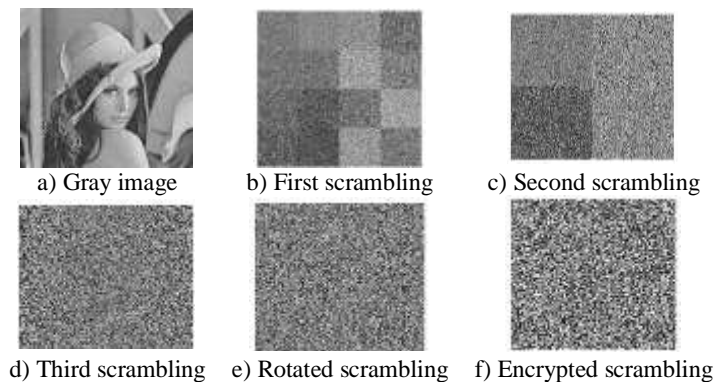 a) Gray image
b) First scrambling
c) Second scrambling
d) Third scrambling
e) Rotated scrambling
f) Encrypted scrambling